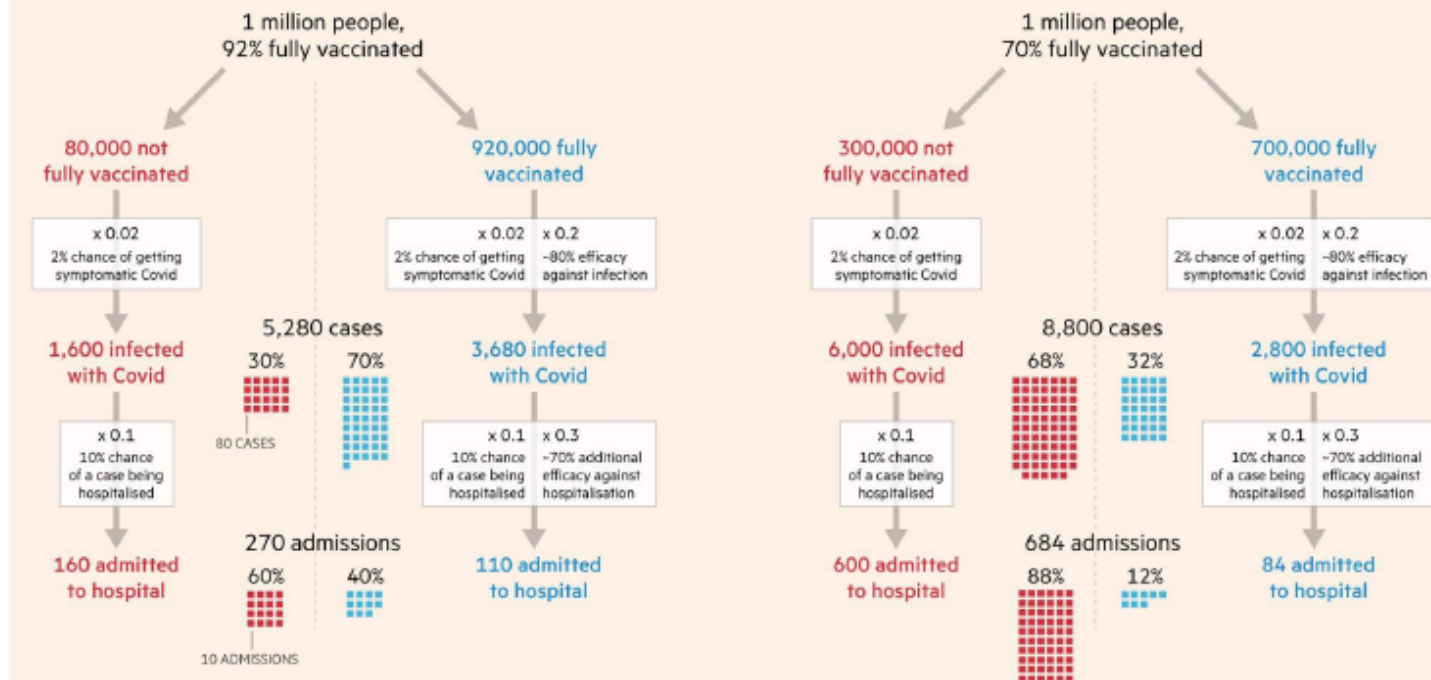 1 million people,
92% fully vaccinated
80,000 not
fully vaccinated
920,000 fully
vaccinated
x 0.02
2% chance of getting
symptomatic Covid
x 0.02
2% chance of getting
symptomatic Covid
x 0.2
~80% efficacy
against infection
5,280 cases
1,600 infected
with Covid
30%
70%
3,680 infected
with Covid
80 CASES
x 0.1
10% chance
of a case being
hospitalised
x 0.1
10% chance
of a case being
hospitalised
x 0.3
~70% additional
efficacy against
hospitalisation
270 admissions
160 admitted
to hospital
60%
40%
110 admitted
to hospital
10 ADMISSIONS
1 million people,
70% fully vaccinated
300,000 not
fully vaccinated
700,000 fully
vaccinated
x 0.02
2% chance of getting
symptomatic Covid
x 0.02
2% chance of getting
symptomatic Covid
x 0.2
~80% efficacy
against infection
8,800 cases
6,000 infected
with Covid
68%
32%
2,800 infected
with Covid
x 0.1
10% chance
of a case being
hospitalised
x 0.1
10% chance
of a case being
hospitalised
x 0.3
~70% additional
efficacy against
hospitalisation
684 admissions
600 admitted
to hospital
88%
12%
84 admitted
to hospital